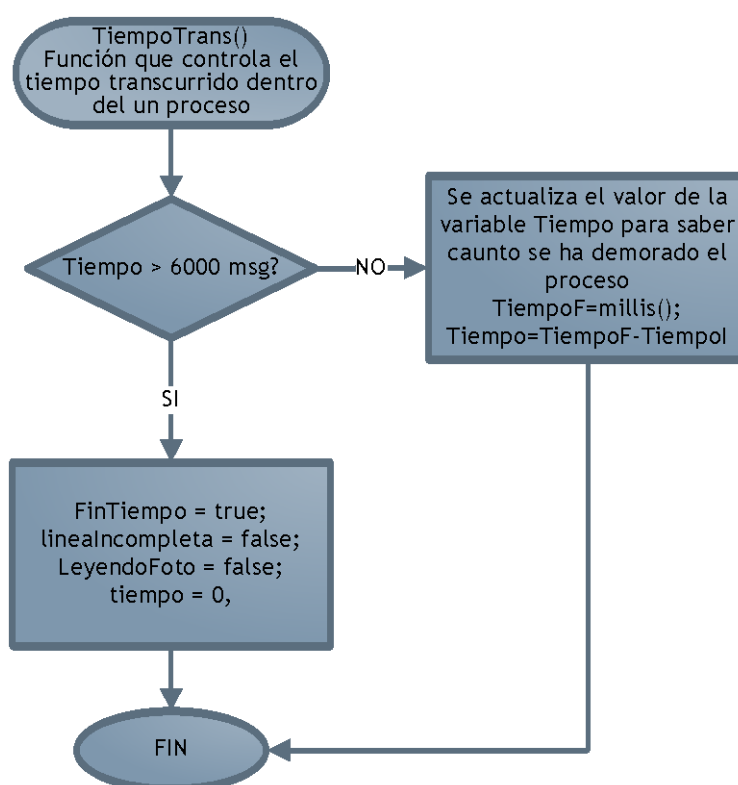 TiempoTrans()
Función que controla el
tiempo transcurrido dentro
del un proceso
Tiempo > 6000 msg?
NO
Se actualiza el valor de la
variable Tiempo para saber
caunto se ha demorado el
proceso
TiempoF=millis();
Tiempo=TiempoF-TiempoI
SI
FinTiempo = true;
lineaIncompleta = false;
LeyendoFoto = false;
tiempo = 0,
FIN